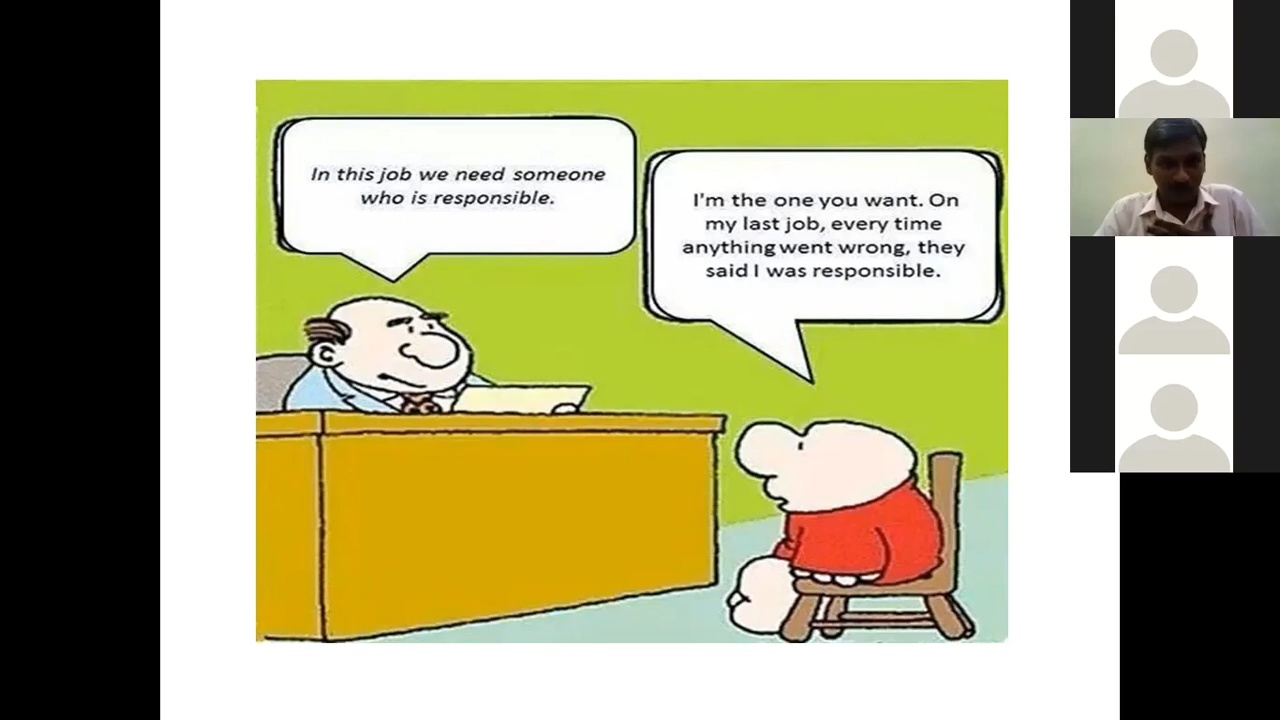 In this job we need someone
who is responsible.
I'm the one you want. On
my last job, every time
anything went wrong, they
said I was responsible.